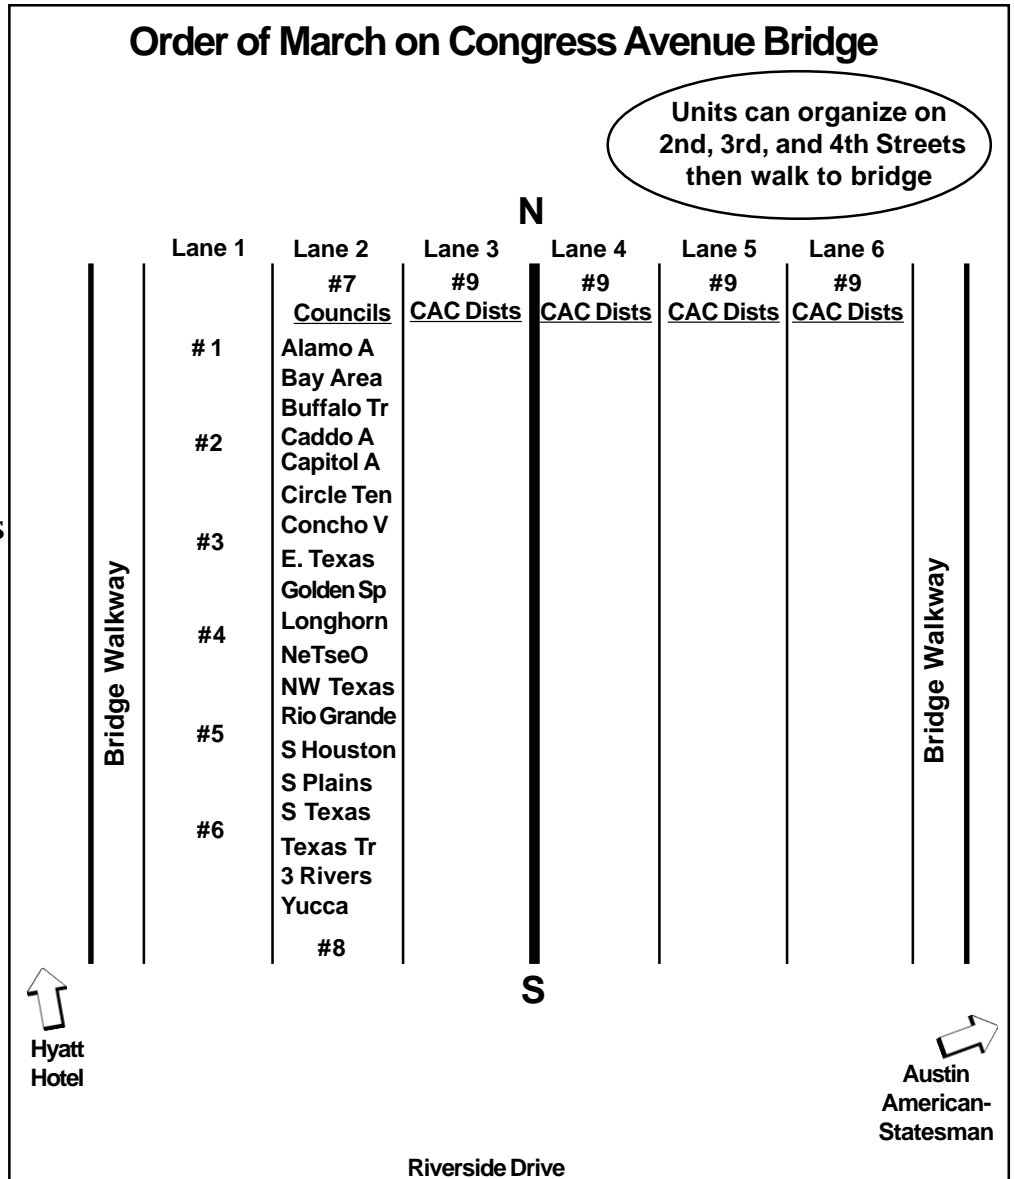 Order of March on Congress Avenue Bridge
Units can organize on
2nd, 3rd, and 4th Streets
then walk to bridge
N
Lane 1 Lane 2 Lane 3 Lane 4 Lane 5 Lane 6
#7 #9 #9 #9 #9
Councils CAC Dists CAC Dists CAC Dists CAC Dists
# 1
#2
#3
#4
#5
#6
Alamo A
Bay Area
Buffalo Tr
Caddo A
Capitol A
Circle Ten
Concho V
E. Texas
Golden Sp
Longhorn
NeTseO
NW Texas
Rio Grande
S Houston
S Plains
S Texas
Texas Tr
3 Rivers
Yucca
#8
Bridge Walkway
Bridge Walkway
S
Hyatt
Hotel
Austin
American-
Statesman
Riverside Drive